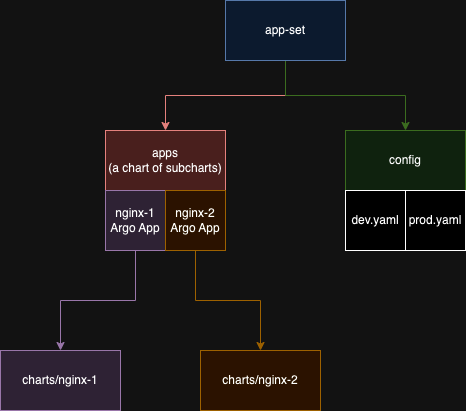 app-set
apps
(a chart of subcharts)
config
nginx-1
Argo App
nginx-2
Argo App
dev.yaml
prod.yaml
charts/nginx-1
charts/nginx-2